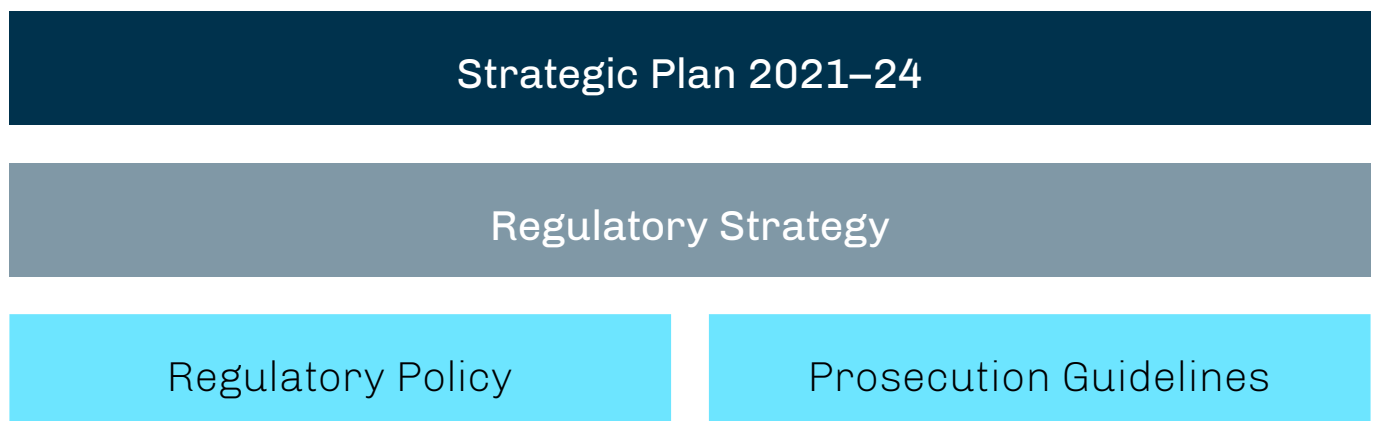 Strategic Plan 2021–24
Regulatory Strategy
Regulatory Policy
Prosecution Guidelines